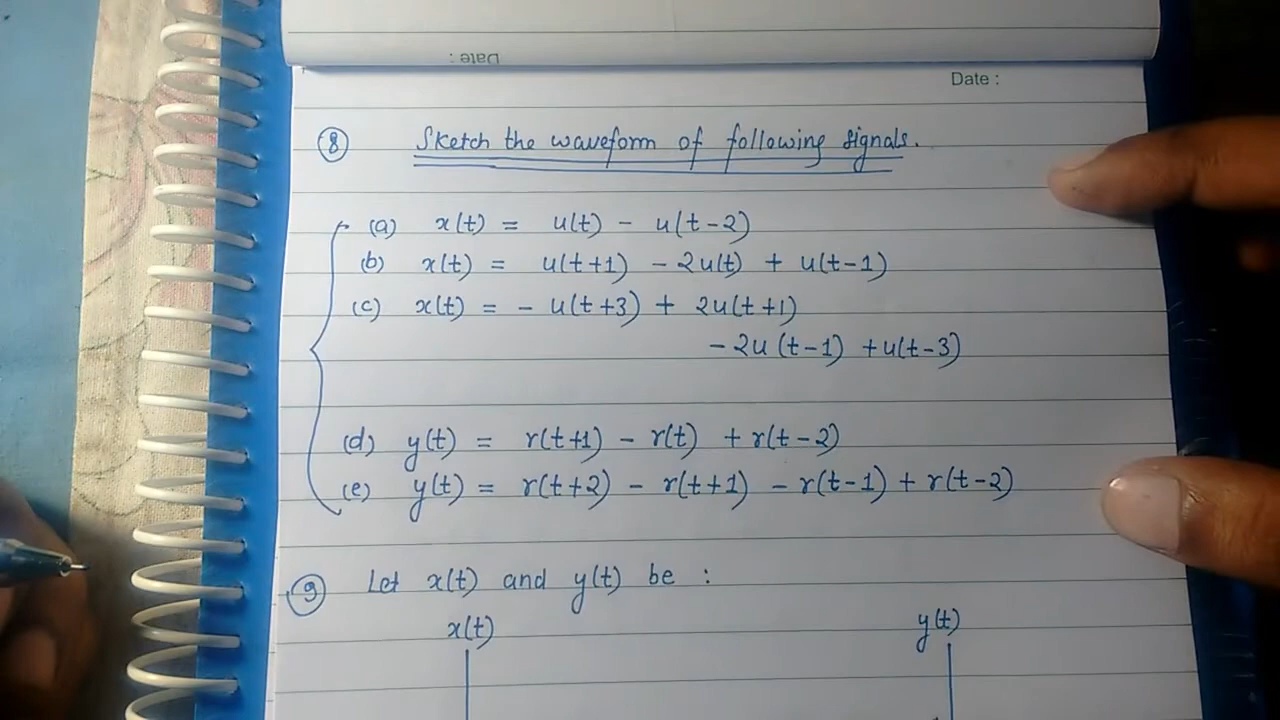 Date :
Date :
8 Sketch the waveform of following signals.
(a) x(t) = u(t) - u(t-2)
(b) x(t) = u(t+1) - 2u(t) + u(t-1)
(c) x(t) = - u(t+3) + 2u(t+1)
- 2u (t-1) + u(t-3)
(d) y(t) = r(t+1) - r(t) + r(t-2)
(e) y(t) = r(t+2) - r(t+1) - r(t-1) + r(t-2)
9 Let x(t) and y(t) be :
x(t) y(t)